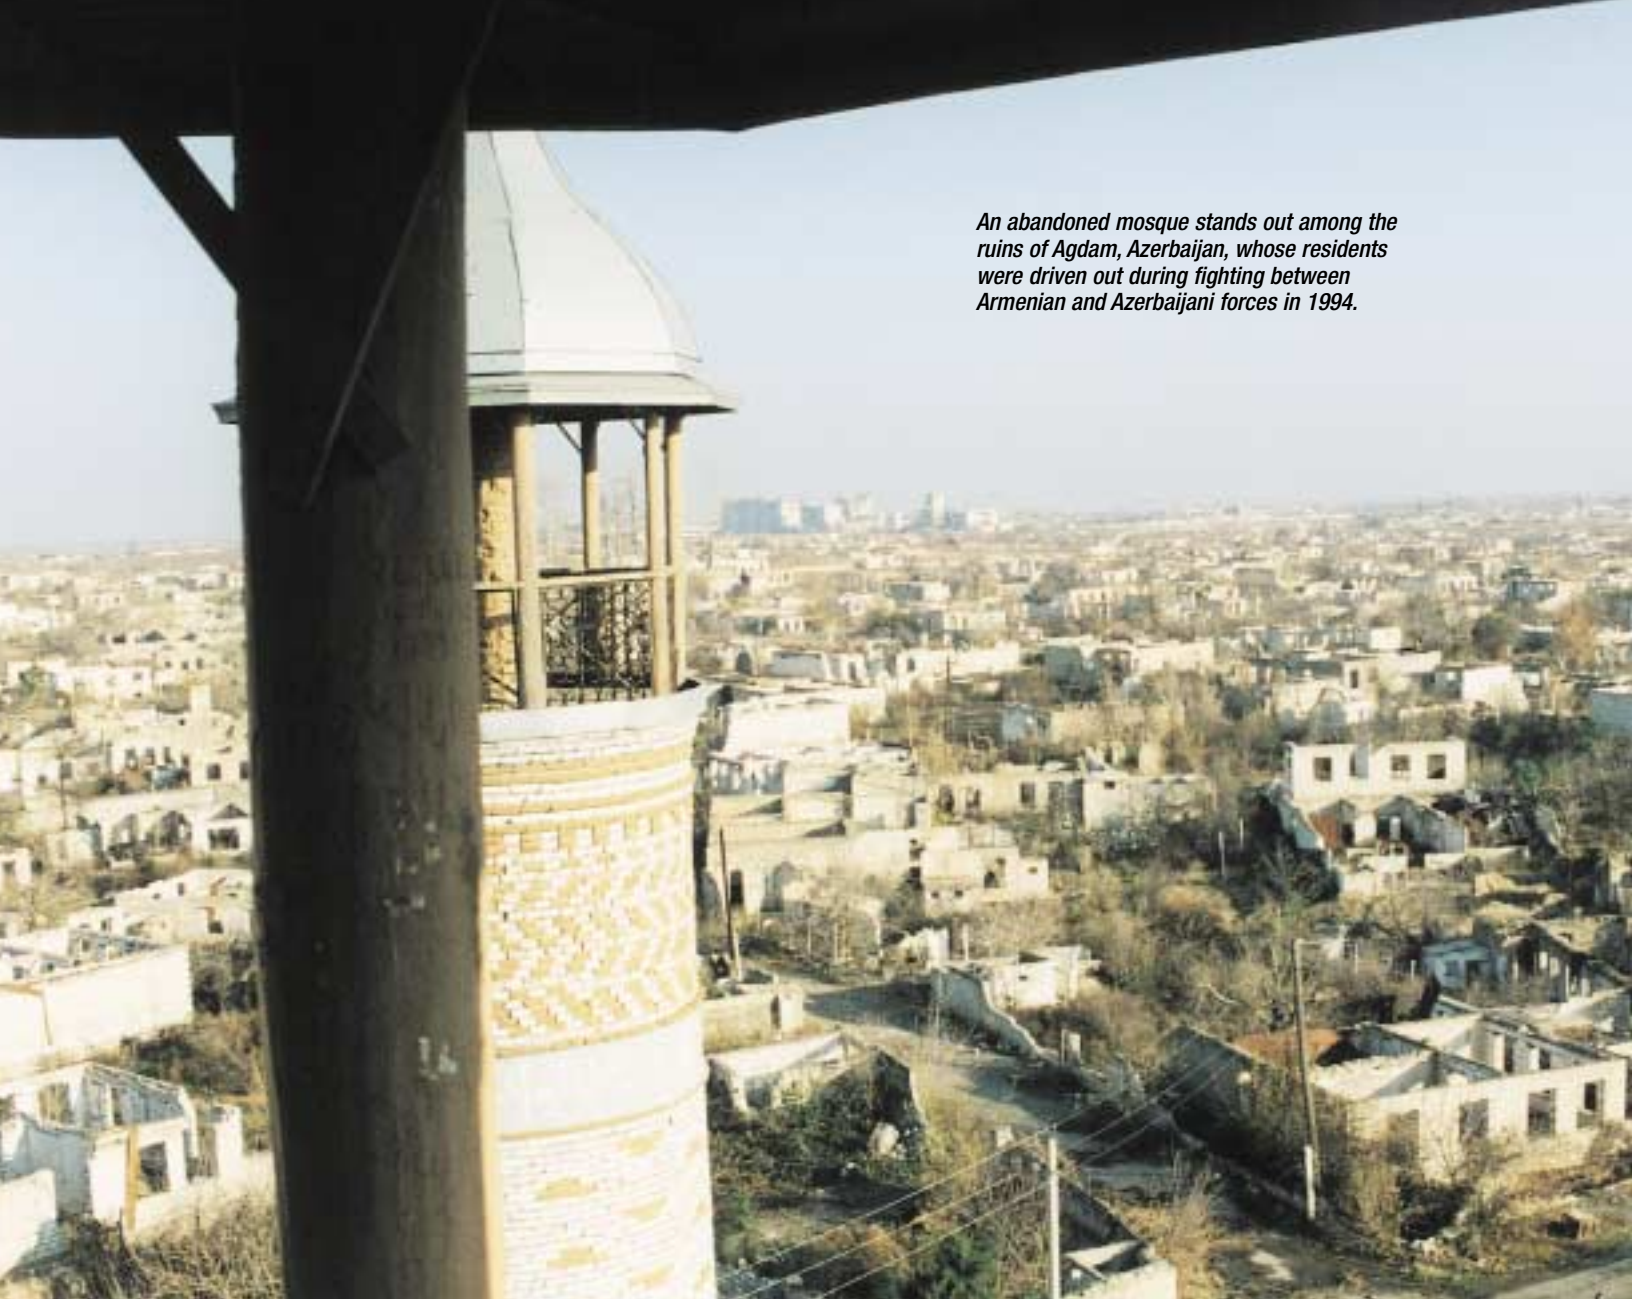 An abandoned mosque stands out among the
ruins of Agdam, Azerbaijan, whose residents
were driven out during fighting between
Armenian and Azerbaijani forces in 1994.